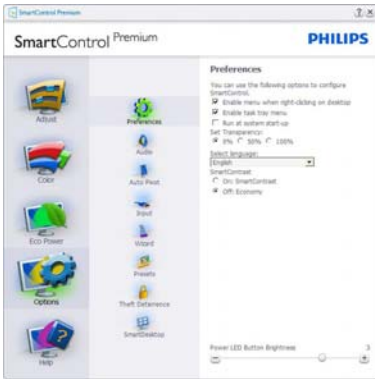 SmartControl Premium
SmartControl Premium
PHILIPS
Adjust
Color
Eco Power
Options
Help
Preferences
Audio
Auto Pivot
Input
Wizard
Presets
Theft Deterrence
SmartDesktop
Preferences
You can use the following options to configure
SmartControl.
Enable menu when right-clicking on desktop
Enable task tray menu
Run at system start-up
Set Transparency:
0% 50% 100%
Select language:
English
SmartContrast
On: SmartContrast
Off: Economy
Power LED Button Brightness 3